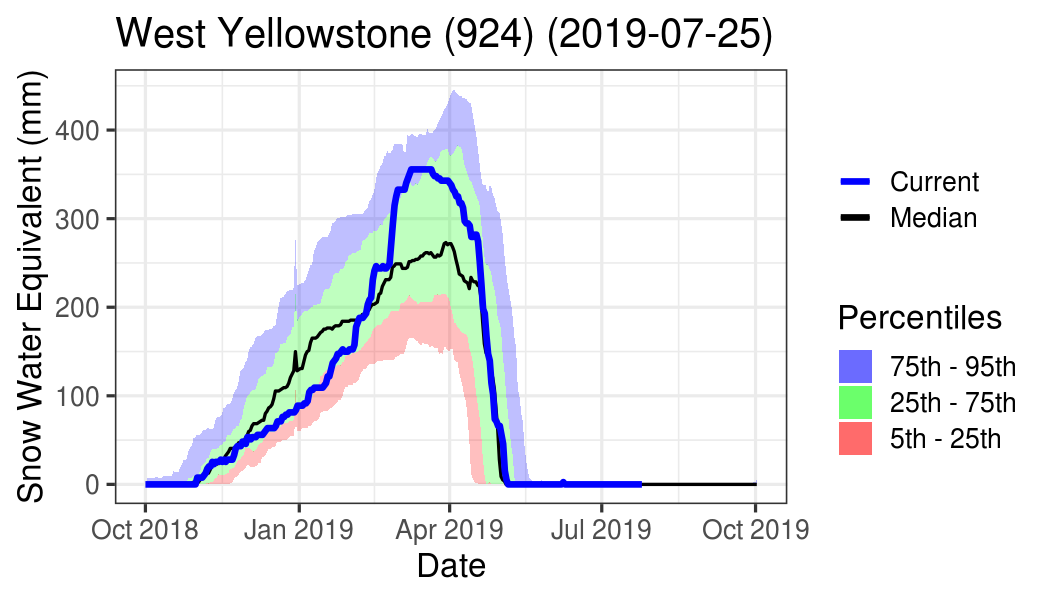 West Yellowstone (924) (2019-07-25)
Snow Water Equivalent (mm)
400
300
200
100
0
Oct 2018
Jan 2019
Apr 2019
Jul 2019
Oct 2019
Date
Current
Median
Percentiles
75th - 95th
25th - 75th
5th - 25th